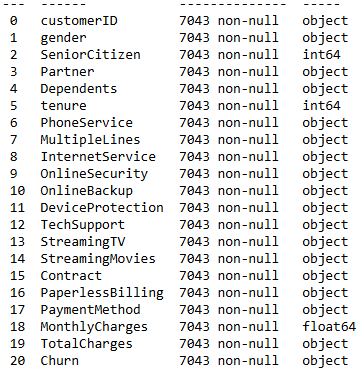 ---  ------            --------------  -----
 0   customerID        7043 non-null   object
 1   gender            7043 non-null   object
 2   SeniorCitizen     7043 non-null   int64
 3   Partner           7043 non-null   object
 4   Dependents        7043 non-null   object
 5   tenure            7043 non-null   int64
 6   PhoneService      7043 non-null   object
 7   MultipleLines     7043 non-null   object
 8   InternetService   7043 non-null   object
 9   OnlineSecurity    7043 non-null   object
 10  OnlineBackup      7043 non-null   object
 11  DeviceProtection  7043 non-null   object
 12  TechSupport       7043 non-null   object
 13  StreamingTV       7043 non-null   object
 14  StreamingMovies   7043 non-null   object
 15  Contract          7043 non-null   object
 16  PaperlessBilling  7043 non-null   object
 17  PaymentMethod     7043 non-null   object
 18  MonthlyCharges    7043 non-null   float64
 19  TotalCharges      7043 non-null   object
 20  Churn             7043 non-null   object